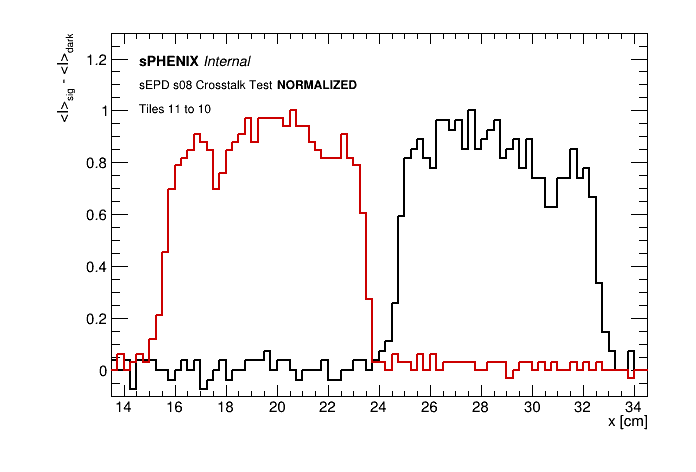 <I>sig - <I>dark
1.2
sPHENIX Internal
sEPD s08 Crosstalk Test NORMALIZED
1
Tiles 11 to 10
0.8
0.6
0.4
0.2
0
14 16 18 20 22 24 26 28 30 32 34
x [cm]